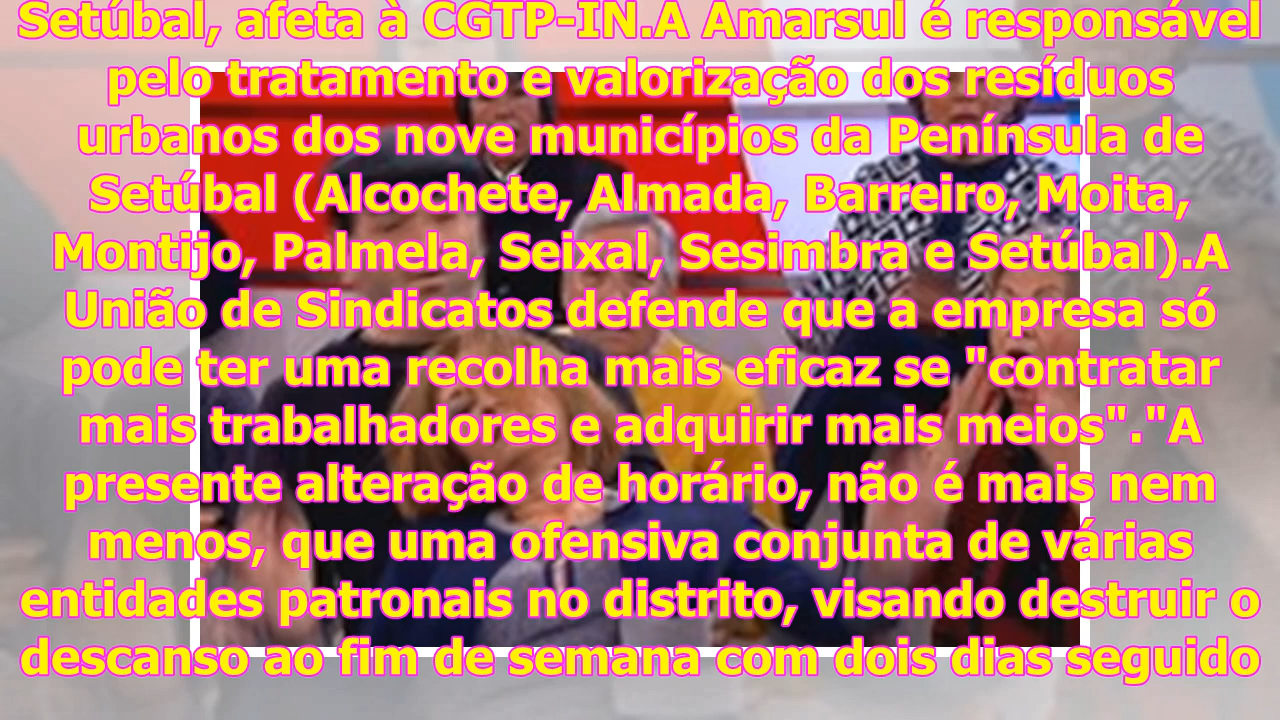 Setúbal, afeta à CGTP-IN.A Amarsul é responsável
pelo tratamento e valorização dos resíduos
urbanos dos nove municípios da Península de
Setúbal (Alcochete, Almada, Barreiro, Moita,
Montijo, Palmela, Seixal, Sesimbra e Setúbal).A
União de Sindicatos defende que a empresa só
pode ter uma recolha mais eficaz se "contratar
mais trabalhadores e adquirir mais meios"."A
presente alteração de horário, não é mais nem
menos, que uma ofensiva conjunta de várias
entidades patronais no distrito, visando destruir o
descanso ao fim de semana com dois dias seguido